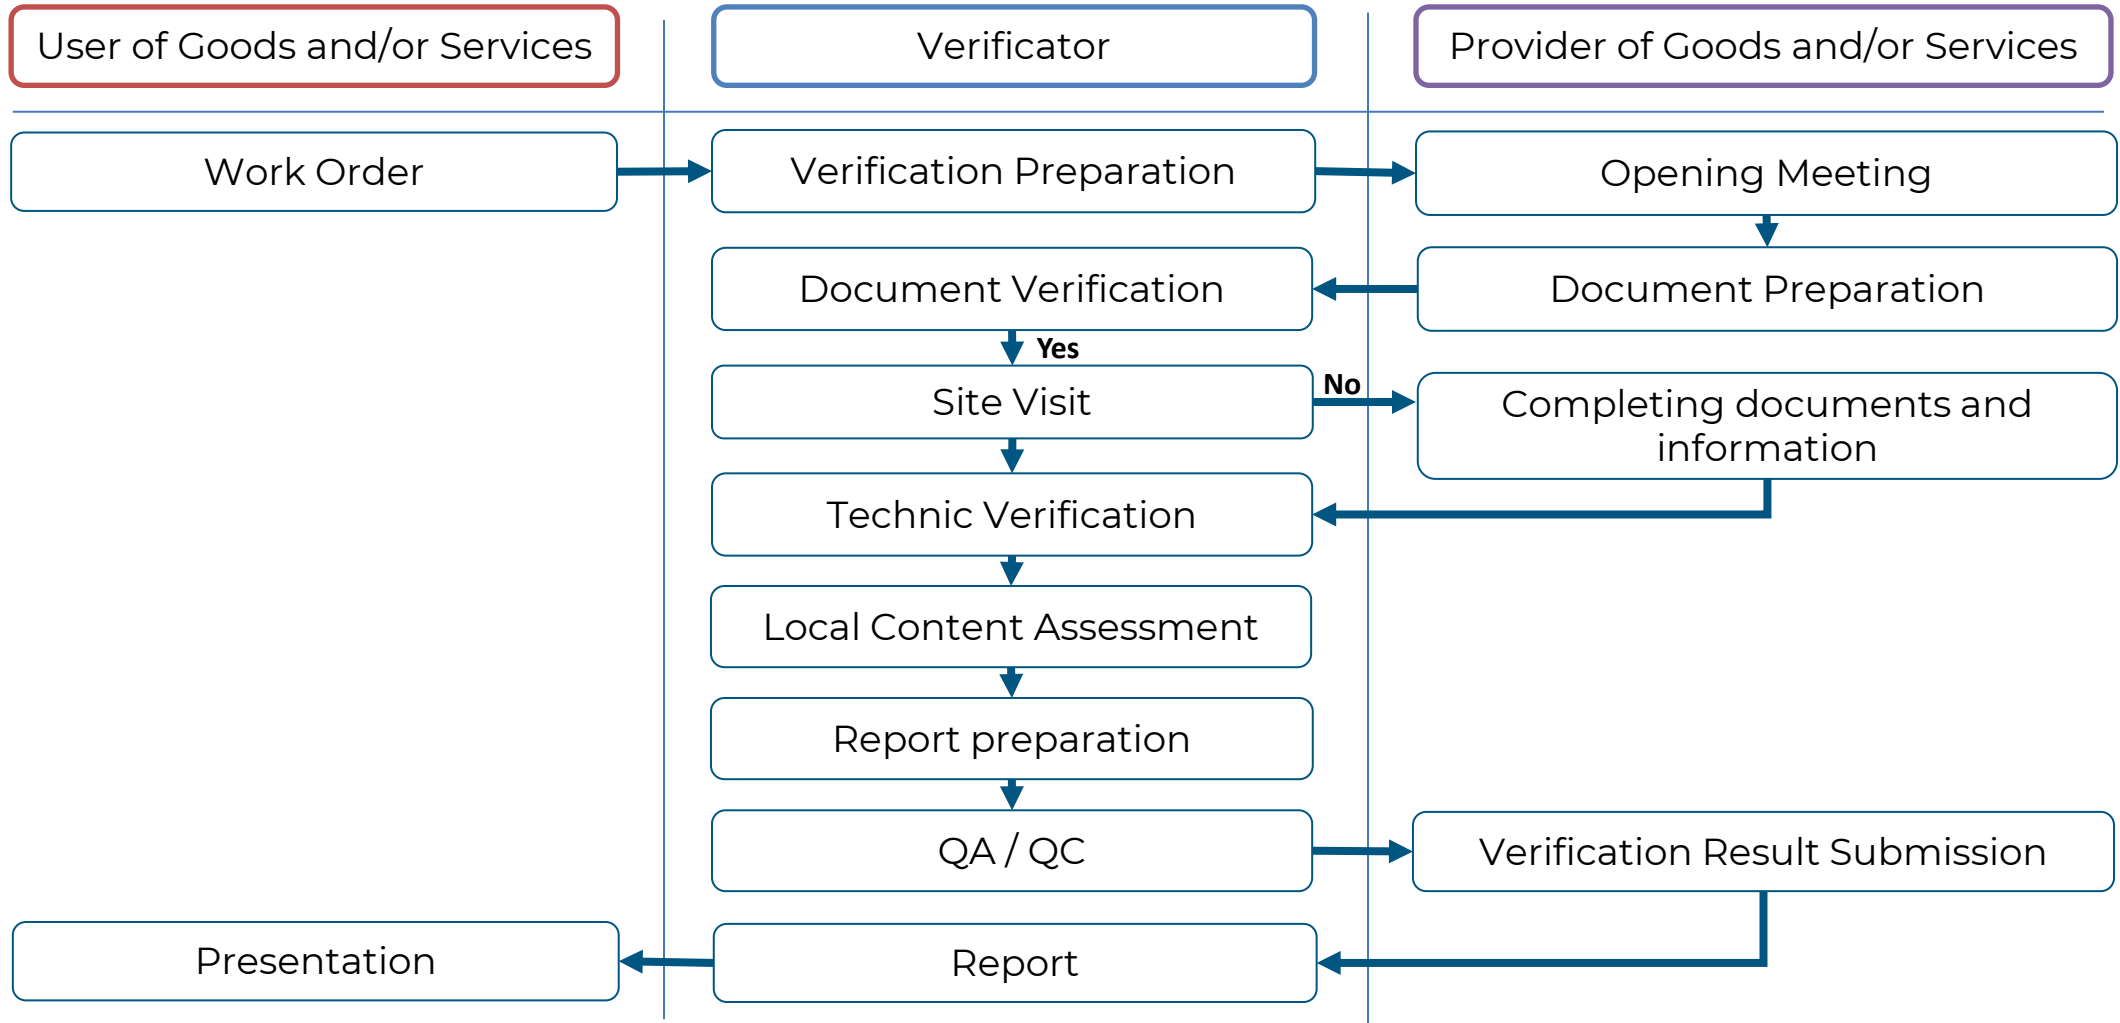 User of Goods and/or Services
Verificator
Provider of Goods and/or Services
Work Order
Verification Preparation
Opening Meeting
Document Verification
Document Preparation
Yes
Site Visit
No
Completing documents and
information
Technic Verification
Local Content Assessment
Report preparation
QA / QC
Verification Result Submission
Presentation
Report